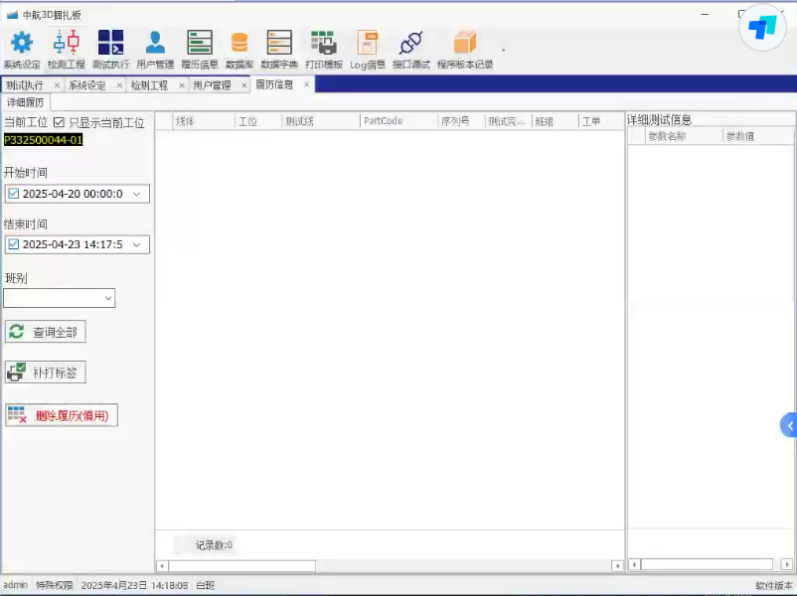 中航3D捆扎板
系统设定 检测工程 测试执行 用户管理 履历信息 数据库 数据字典 打印模板 Log信息 接口调试 程序版本记录
测试执行 × 系统设定 × 检测工程 × 用户管理 × 履历信息 ×
详细履历
当前工位 只显示当前工位
P332500044-01
开始时间
2025-04-20 00:00:0
结束时间
2025-04-23 14:17:5
班别
查询全部
补打标签
删除履历(慎用)
线体 工位 测试线 PartCode 序列号 测试完... 班组 工单
记录数:0
详细测试信息
参数名称 参数值
admin 特殊权限 2025年4月23日 14:18:08 白班
软件版本